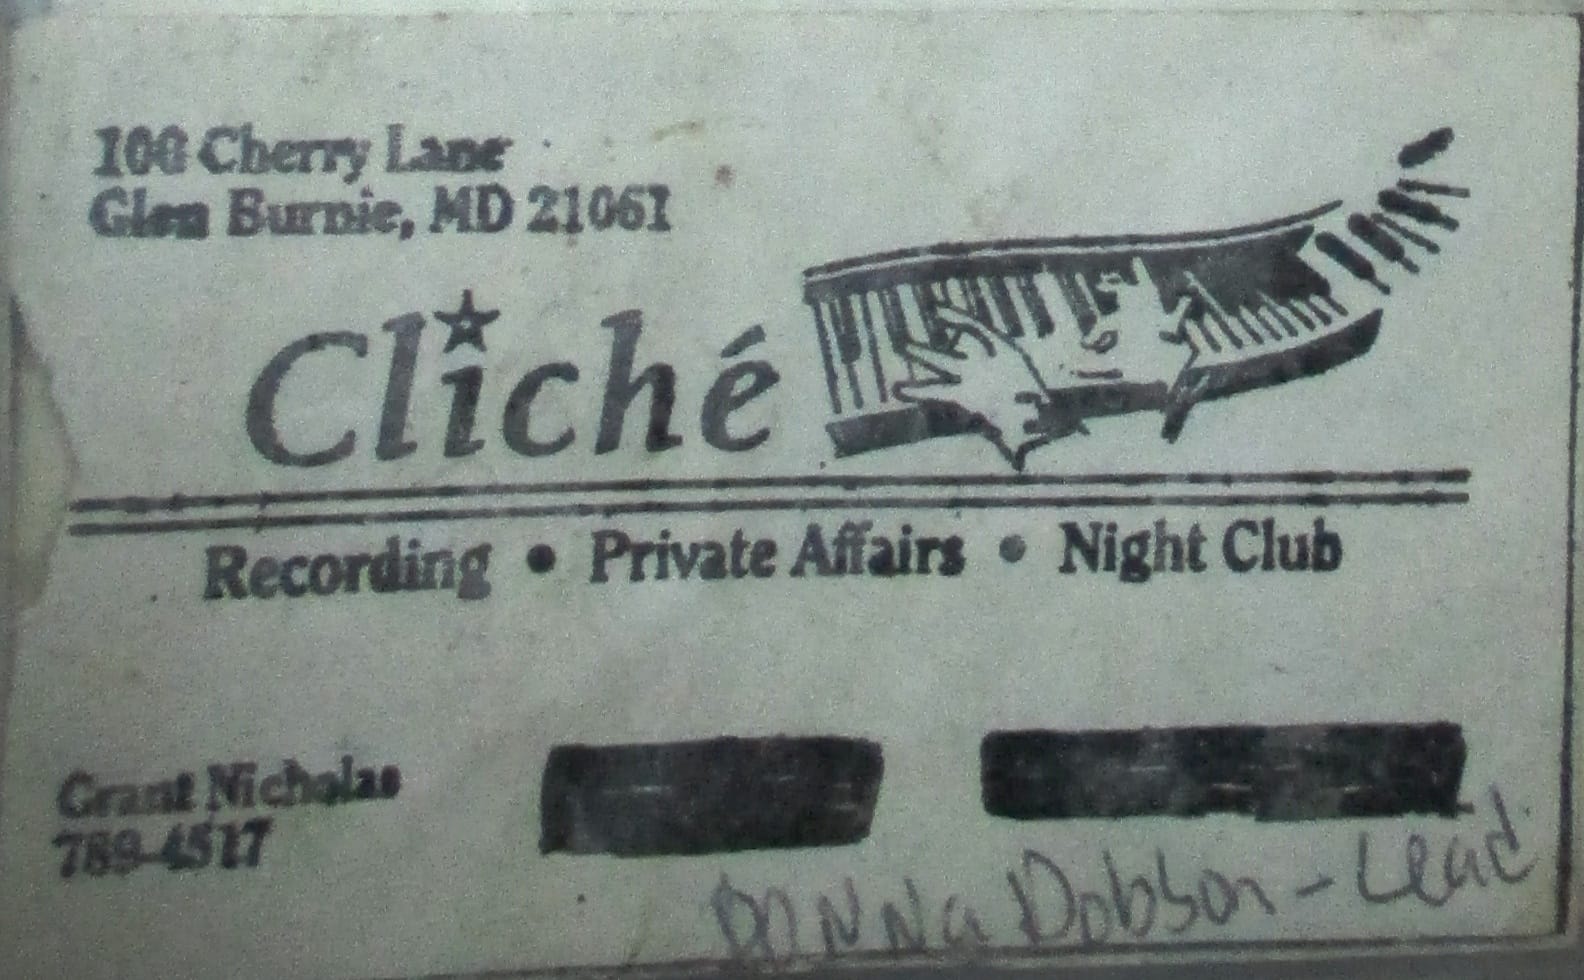 100 Cherry Lane
Glen Burnie, MD 21061
Cliché
Recording • Private Affairs • Night Club
Grant Nicholas
789-4517
Donna Dobson - Lead